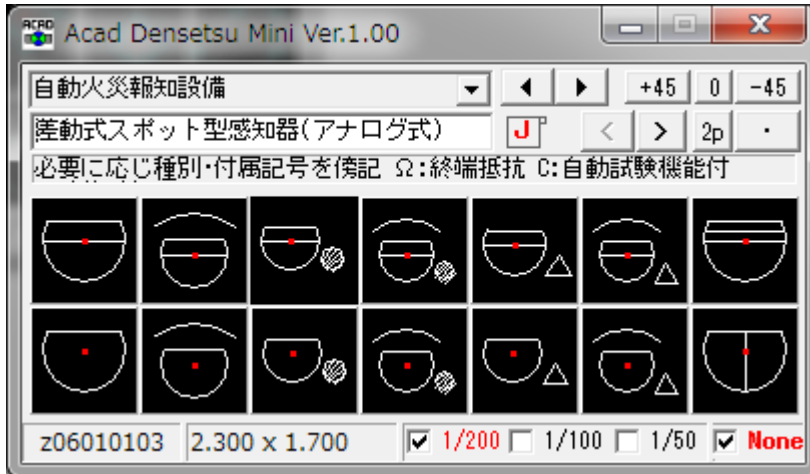 ACAD Acad Densetsu Mini Ver.1.00
自動火災報知設備 +45 0 -45
差動式スポット型感知器(アナログ式) J < > 2p ・
必要に応じ種別・付属記号を傍記 Ω:終端抵抗 C:自動試験機能付
z06010103 2.300 x 1.700 1/200 1/100 1/50 None